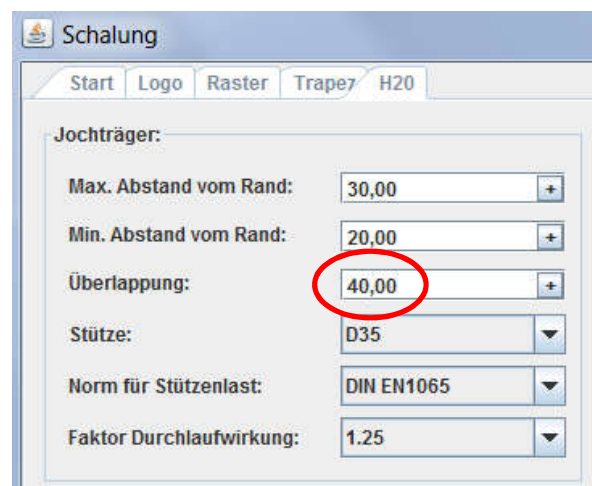 Schalung
Start Logo Raster Trapez H20
Jochträger:
Max. Abstand vom Rand: 30,00 +
Min. Abstand vom Rand: 20,00 +
Überlappung: 40,00 +
Stütze: D35
Norm für Stützenlast: DIN EN1065
Faktor Durchlaufwirkung: 1.25